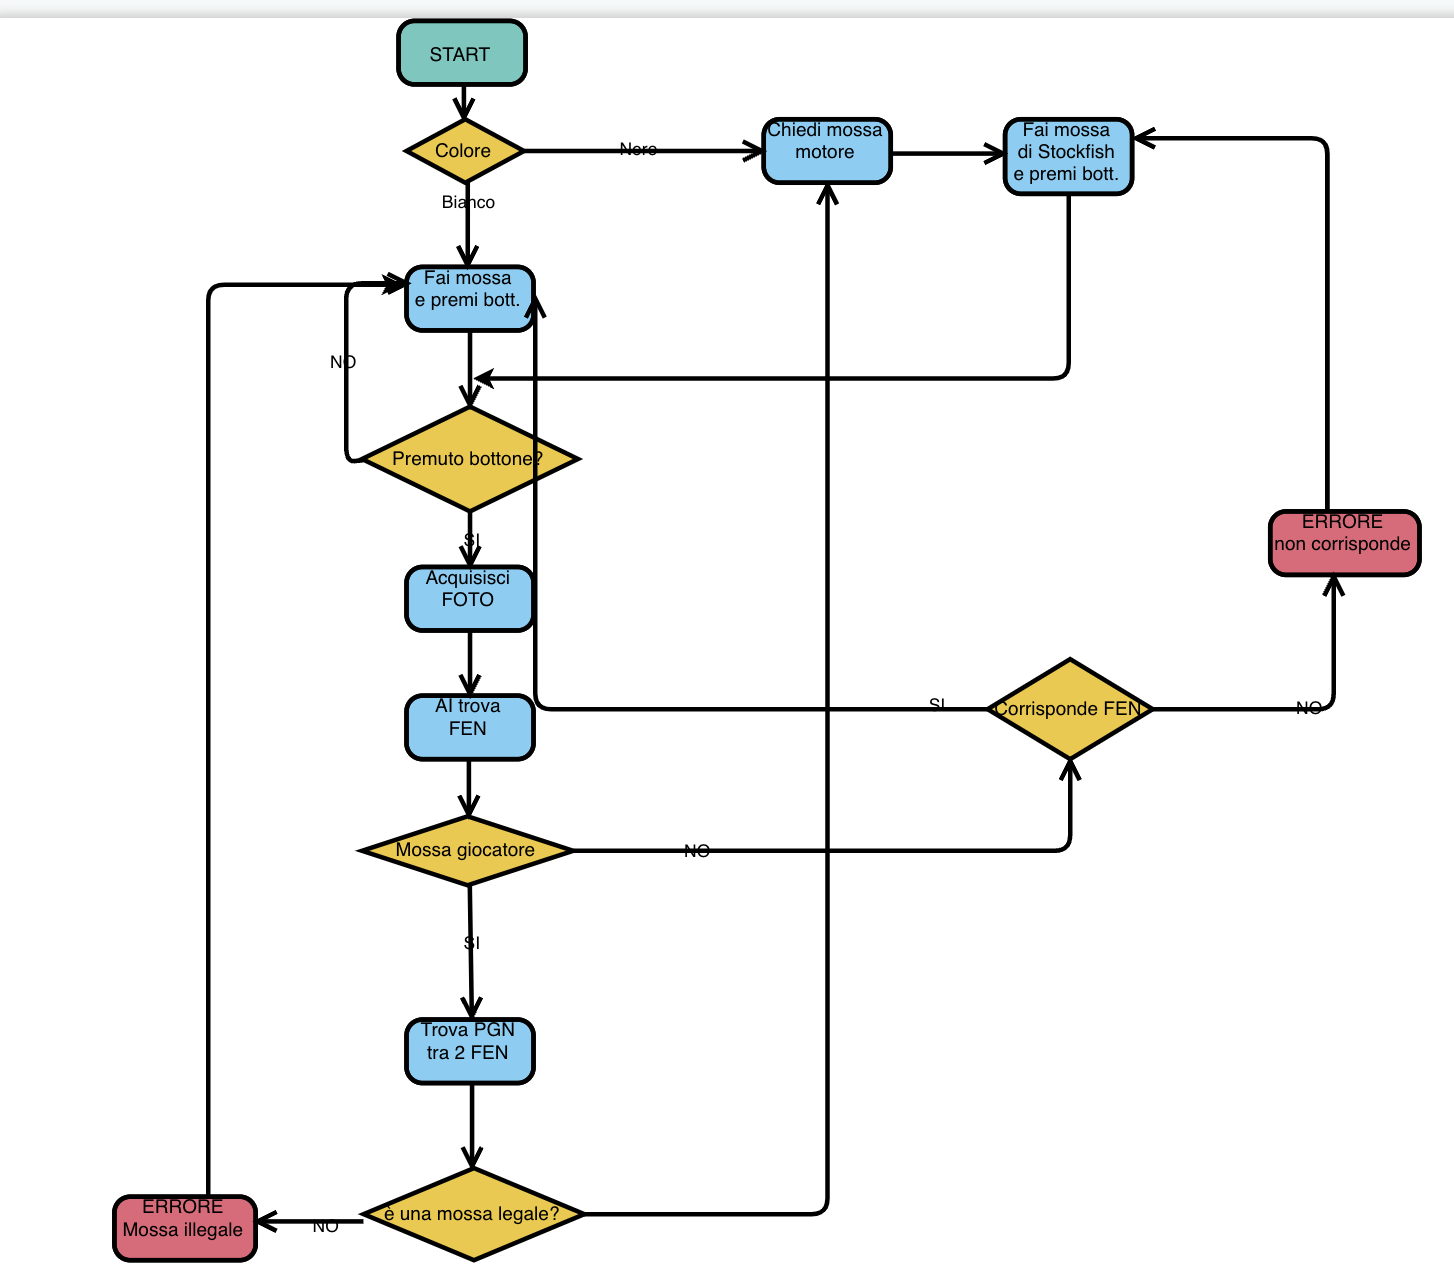 START
Colore
Nero
Chiedi mossa
motore
Fai mossa
di Stockfish
e premi bott.
Bianco
Fai mossa
e premi bott.
NO
Premuto bottone?
SI
Acquisisci
FOTO
ERRORE
non corrisponde
AI trova
FEN
SI
Corrisponde FEN
NO
Mossa giocatore
NO
SI
Trova PGN
tra 2 FEN
è una mossa legale?
NO
ERRORE
Mossa illegale